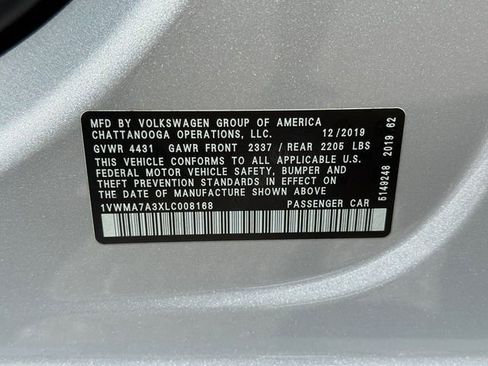 MFD BY VOLKSWAGEN GROUP OF AMERICA
CHATTANOOGA OPERATIONS, LLC. 12/2019
GVWR 4431 GAWR FRONT 2337 / REAR 2205 LBS
THIS VEHICLE CONFORMS TO ALL APPLICABLE U.S.
FEDERAL MOTOR VEHICLE SAFETY, BUMPER AND
THEFT PREVENTION STANDARDS IN EFFECT ON
THE DATE OF MANUFACTURE SHOWN ABOVE.
1VWMA7A3XLC008168 PASSENGER CAR
5149248 2019 62